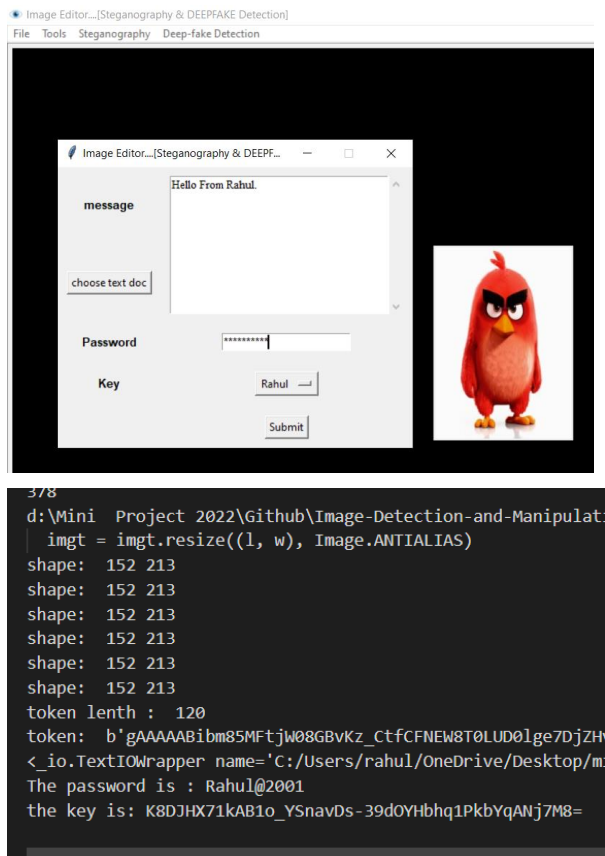 Image Editor....[Steganography & DEEPFAKE Detection]
File Tools Steganography Deep-fake Detection
Image Editor....[Steganography & DEEPF...
Hello From Rahul.
message
choose text doc
Password **********
Key Rahul
Submit
378
d:\Mini Project 2022\Github\Image-Detection-and-Manipulati
imgt = imgt.resize((l, w), Image.ANTIALIAS)
shape: 152 213
shape: 152 213
shape: 152 213
shape: 152 213
shape: 152 213
shape: 152 213
token lenth : 120
token: b'gAAAAABibm85MFtjW08GBvKz_CtfCFNEW8T0LUD0lge7DjZHv
<_io.TextIOWrapper name='C:/Users/rahul/OneDrive/Desktop/mi
The password is : Rahul@2001
the key is: K8DJHX71kAB1o_YSnavDs-39dOYHbhq1PkbYqANj7M8=